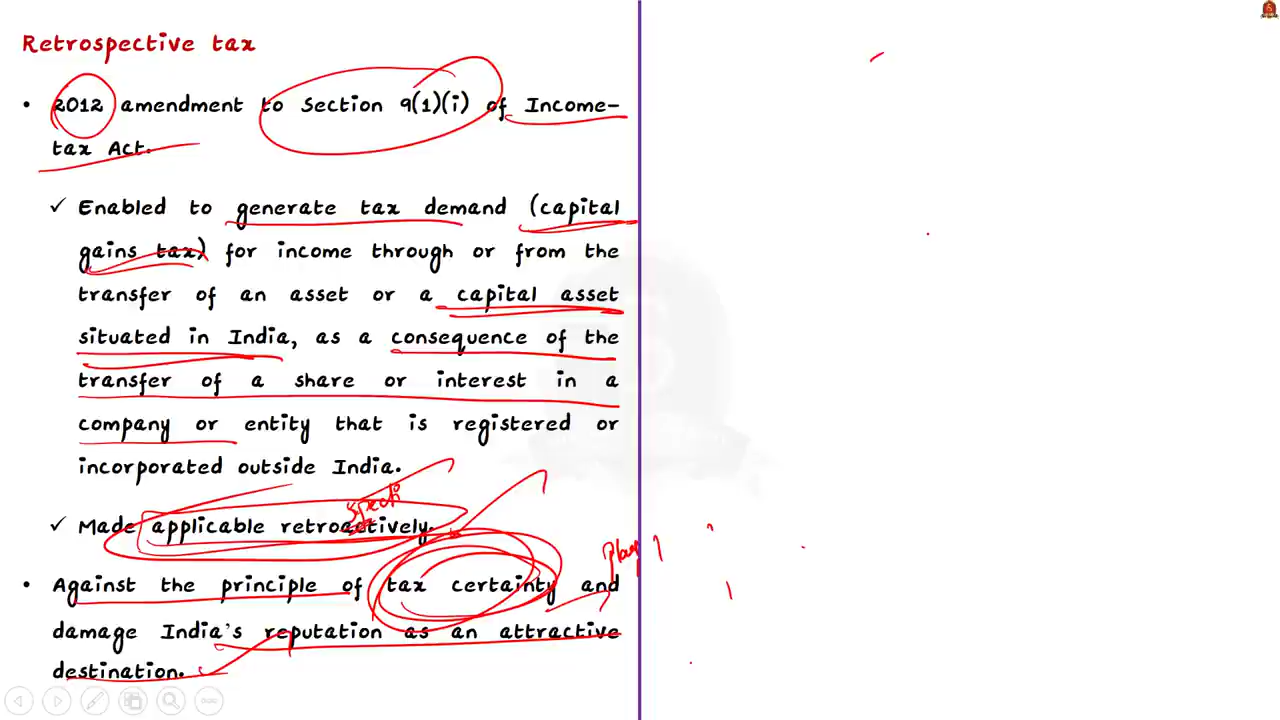 Retrospective tax
• 2012 amendment to Section 9(1)(i) of Income-
tax Act.
✓ Enabled to generate tax demand (capital
gains tax) for income through or from the
transfer of an asset or a capital asset
situated in India, as a consequence of the
transfer of a share or interest in a
company or entity that is registered or
incorporated outside India.
✓ Made applicable retroactively.
• Against the principle of tax certainty and
damage India's reputation as an attractive
destination.